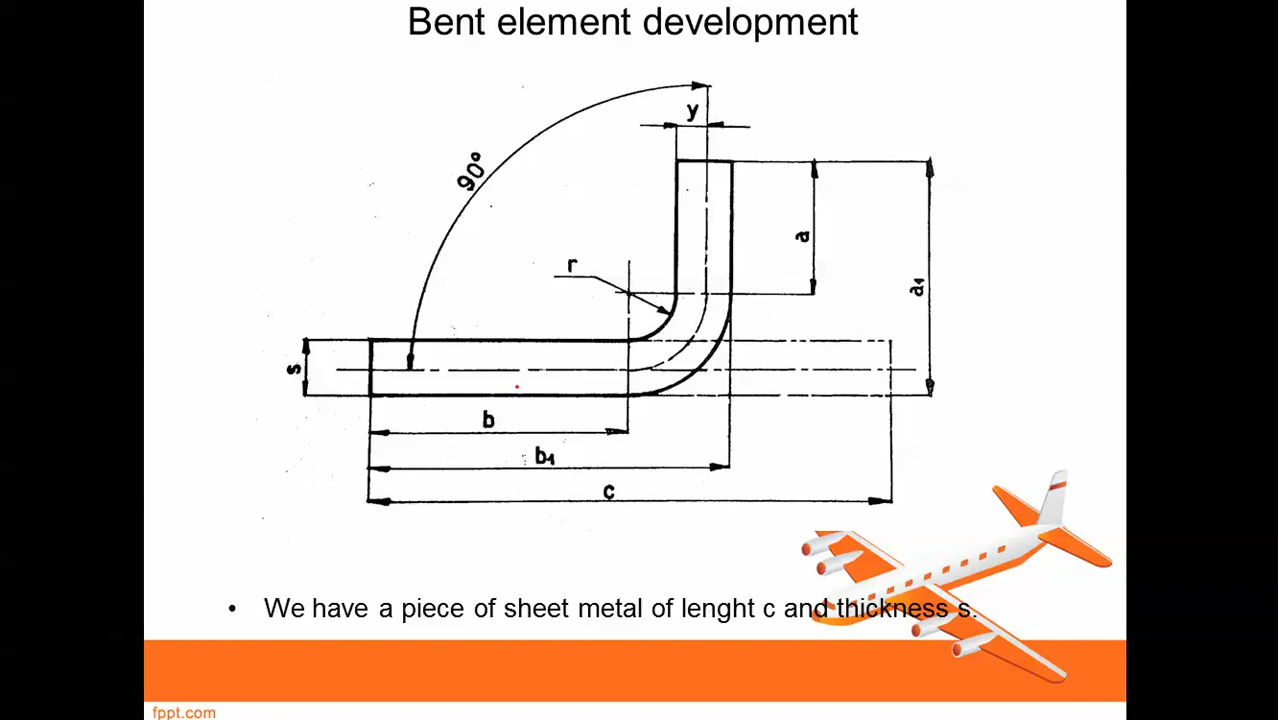 Bent element development
y
90°
r
a
a1
s
b
b1
c
• We have a piece of sheet metal of lenght c and thickness s.
fppt.com